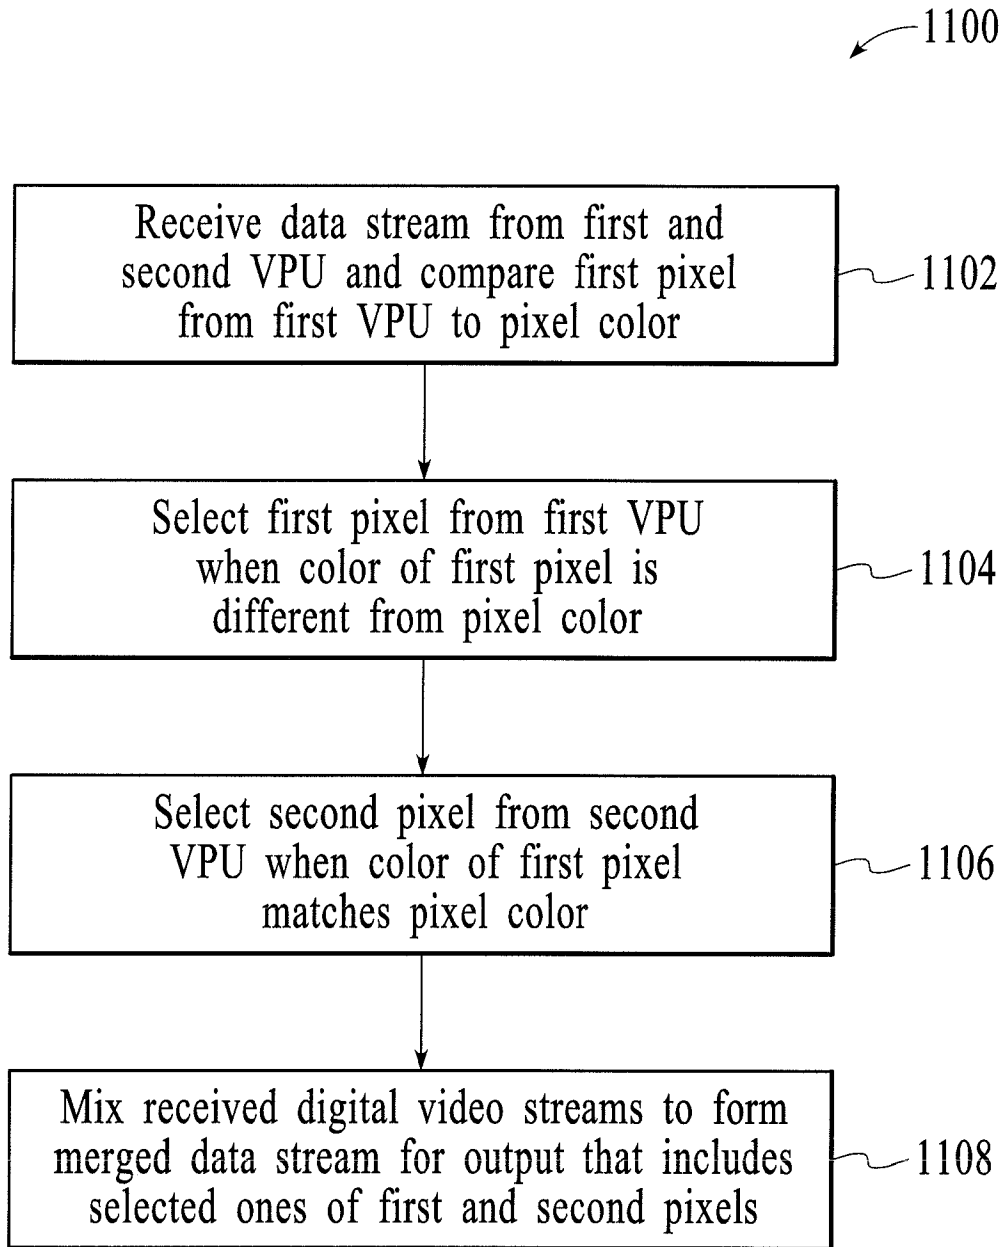 1100
Receive data stream from first and
second VPU and compare first pixel
from first VPU to pixel color
1102
Select first pixel from first VPU
when color of first pixel is
different from pixel color
1104
Select second pixel from second
VPU when color of first pixel
matches pixel color
1106
Mix received digital video streams to form
merged data stream for output that includes
selected ones of first and second pixels
1108